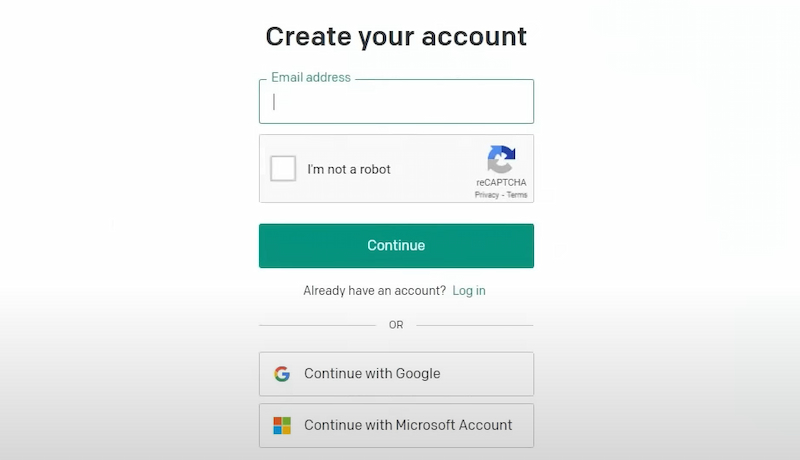 Create your account
Email address
I'm not a robot
reCAPTCHA
Privacy - Terms
Continue
Already have an account? Log in
OR
Continue with Google
Continue with Microsoft Account